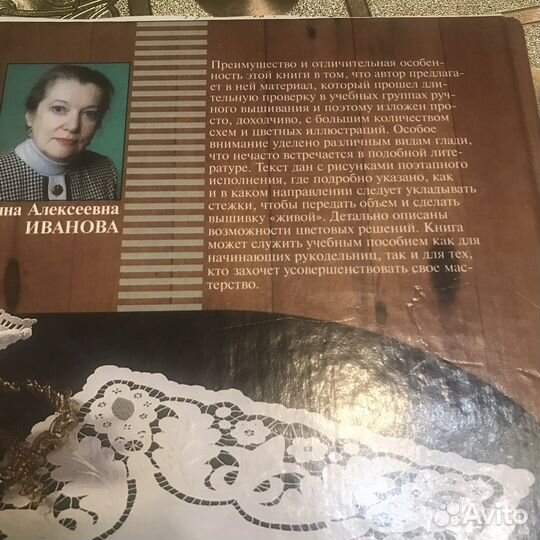 Преимущество и отличительная особен-
ность этой книги в том, что автор предлага-
ет в ней материал, который прошел дли-
тельную проверку в учебных группах руч-
ного вышивания и поэтому изложен про-
сто, доходчиво, с большим количеством
схем и цветных иллюстраций. Особое
внимание уделено различным видам глади,
что нечасто встречается в подобной лите-
ратуре. Текст дан с рисунками поэтапного
исполнения, где подробно указано, как
и в каком направлении следует укладывать
стежки, чтобы передать объем и сделать
вышивку «живой». Детально описаны
возможности цветовых решений. Книга
может служить учебным пособием как для
начинающих рукодельниц, так и для тех,
кто захочет усовершенствовать свое мас-
терство.
Алексеевна
ИВАНОВА
Avito